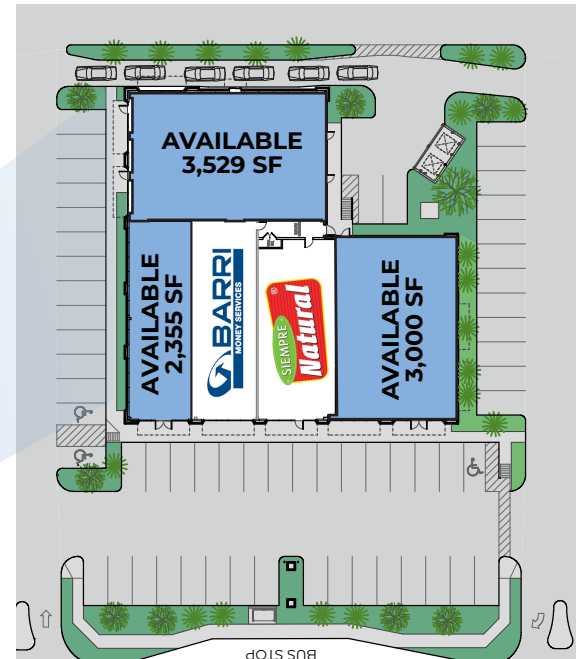 AVAILABLE
3,529 SF
AVAILABLE
2,355 SF
BARRI
MONEY SERVICES
SIEMPRE
Natural
®
AVAILABLE
3,000 SF
BUS STOP